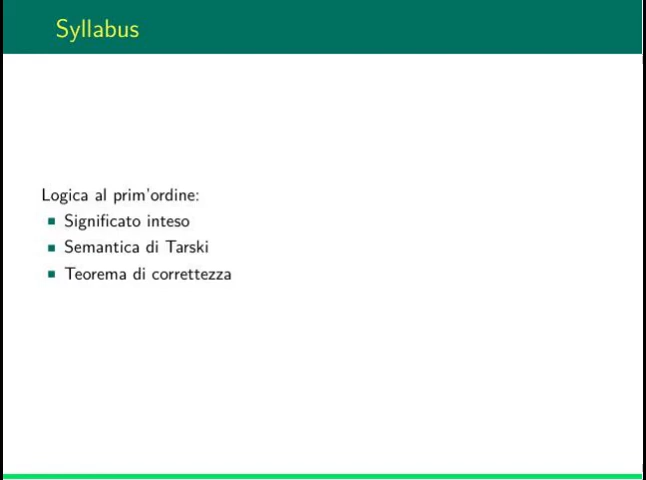 Syllabus
Logica al prim'ordine:
Significato inteso
Semantica di Tarski
Teorema di correttezza